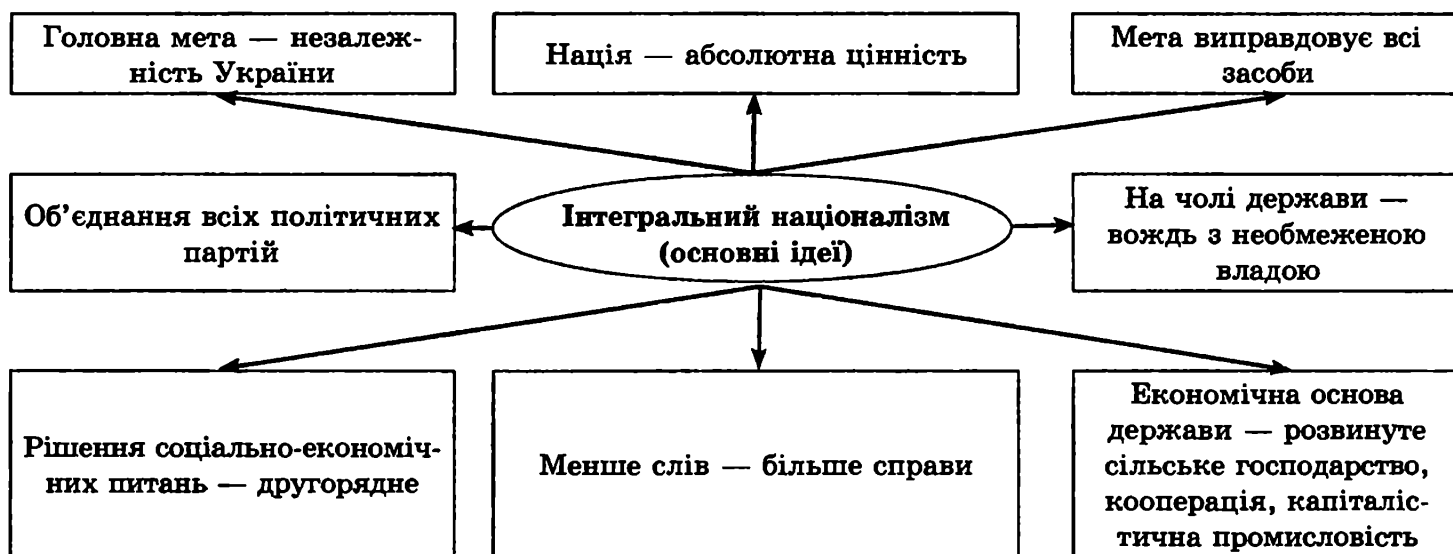 Головна мета — незалеж-
ність України
Нація — абсолютна цінність
Мета виправдовує всі
засоби
Об’єднання всіх політичних
партій
Інтегральний націоналізм
(основні ідеї)
На чолі держави —
вождь з необмеженою
владою
Рішення соціально-економіч-
них питань — другорядне
Менше слів — більше справи
Економічна основа
держави — розвинуте
сільське господарство,
кооперація, капіталіс-
тична промисловість